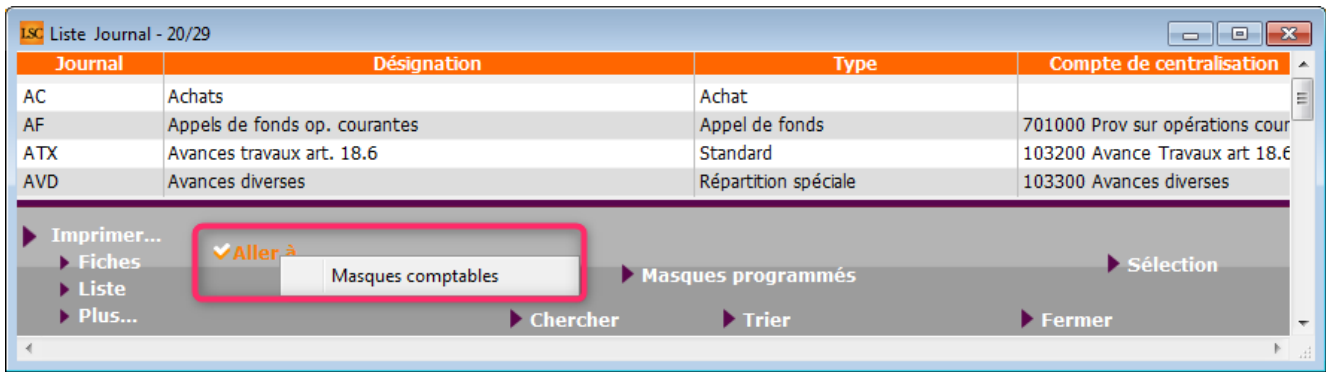 LSC Liste Journal - 20/29
Journal Désignation Type Compte de centralisation
AC Achats Achat
AF Appels de fonds op. courantes Appel de fonds 701000 Prov sur opérations cour
ATX Avances travaux art. 18.6 Standard 103200 Avance Travaux art 18.6
AVD Avances diverses Répartition spéciale 103300 Avances diverses
Imprimer...
Aller à
Fiches
Masques comptables
Masques programmés
Sélection
Liste
Plus...
Chercher
Trier
Fermer